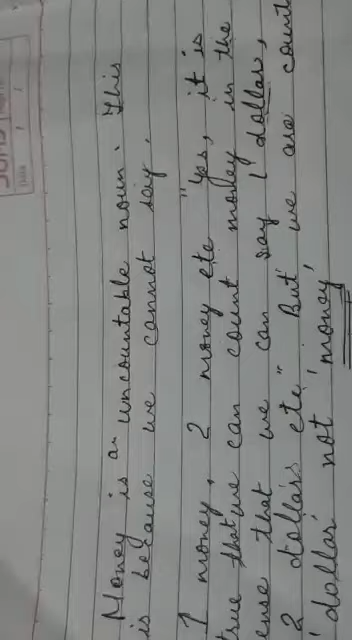 Date
Money is a uncountable noun. This
is because we cannot say.
1 money, 2 money etc "Yes, it is
true that we can count money in the
ense that we can say 1 dollar,
2 dollars etc" But we are count
'dollar' not 'money'